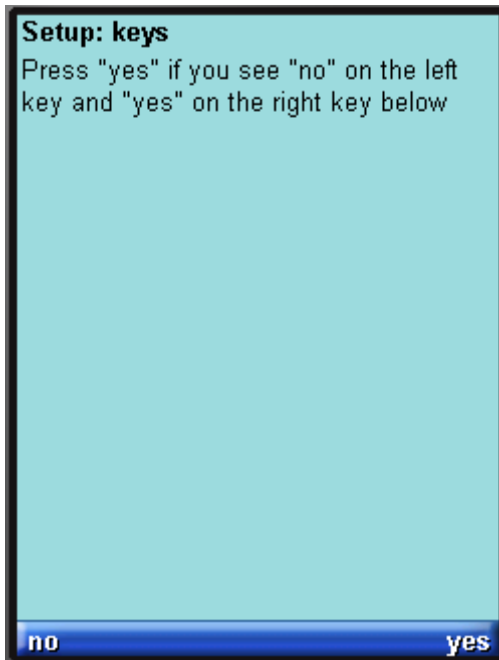 Setup: keys
Press "yes" if you see "no" on the left
key and "yes" on the right key below
no yes